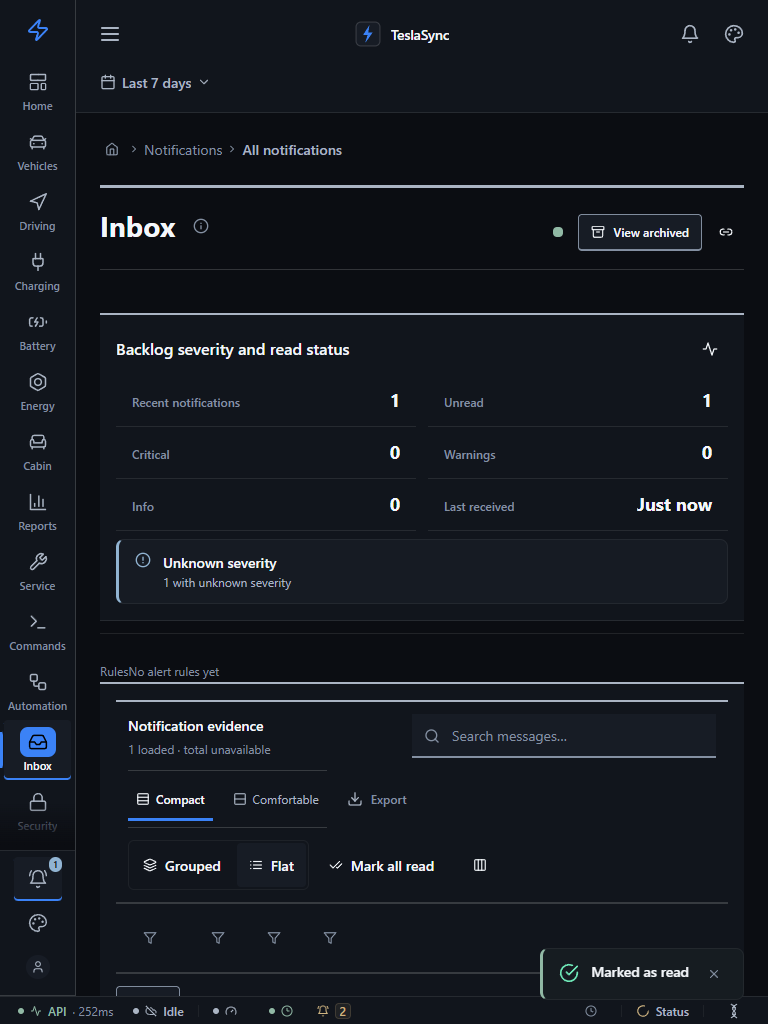 TeslaSync
Last 7 days
Home
Vehicles
Driving
Charging
Battery
Energy
Cabin
Reports
Service
Commands
Automation
Inbox
Security
1
Notifications All notifications
Inbox
View archived
Backlog severity and read status
Recent notifications 1
Unread 1
Critical 0
Warnings 0
Info 0
Last received Just now
Unknown severity
1 with unknown severity
RulesNo alert rules yet
Notification evidence
1 loaded · total unavailable
Search messages...
Compact Comfortable Export
Grouped Flat Mark all read
Marked as read
API · 252ms Idle 2 Status